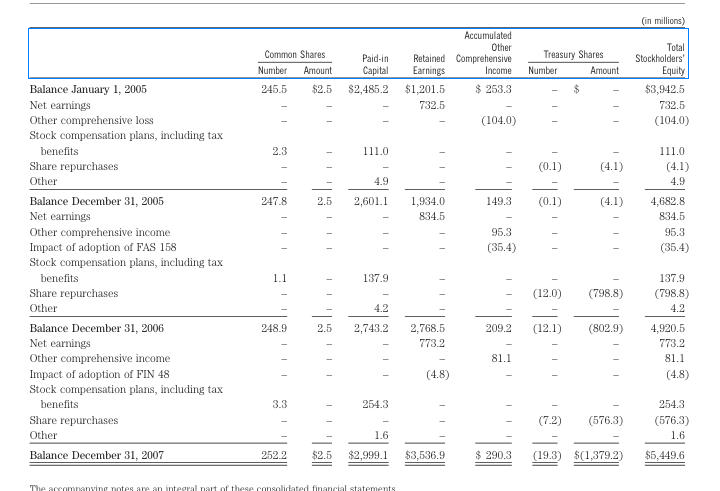 (in millions)
Accumulated
Other Total
Common Shares Paid-in Retained Comprehensive Treasury Shares Stockholders'
Number Amount Capital Earnings Income Number Amount Equity
Balance January 1, 2005 245.5 $2.5 $2,485.2 $1,201.5 $ 253.3 – $ – $3,942.5
Net earnings – – – 732.5 – – – 732.5
Other comprehensive loss – – – – (104.0) – – (104.0)
Stock compensation plans, including tax
benefits 2.3 – 111.0 – – – – 111.0
Share repurchases – – – – – (0.1) (4.1) (4.1)
Other – – 4.9 – – – – 4.9
Balance December 31, 2005 247.8 2.5 2,601.1 1,934.0 149.3 (0.1) (4.1) 4,682.8
Net earnings – – – 834.5 – – – 834.5
Other comprehensive income – – – – 95.3 – – 95.3
Impact of adoption of FAS 158 – – – – (35.4) – – (35.4)
Stock compensation plans, including tax
benefits 1.1 – 137.9 – – – – 137.9
Share repurchases – – – – – (12.0) (798.8) (798.8)
Other – – 4.2 – – – – 4.2
Balance December 31, 2006 248.9 2.5 2,743.2 2,768.5 209.2 (12.1) (802.9) 4,920.5
Net earnings – – – 773.2 – – – 773.2
Other comprehensive income – – – – 81.1 – – 81.1
Impact of adoption of FIN 48 – – – (4.8) – – – (4.8)
Stock compensation plans, including tax
benefits 3.3 – 254.3 – – – – 254.3
Share repurchases – – – – – (7.2) (576.3) (576.3)
Other – – 1.6 – – – – 1.6
Balance December 31, 2007 252.2 $2.5 $2,999.1 $3,536.9 $ 290.3 (19.3) $(1,379.2) $5,449.6
The accompanying notes are an integral part of these consolidated financial statements.